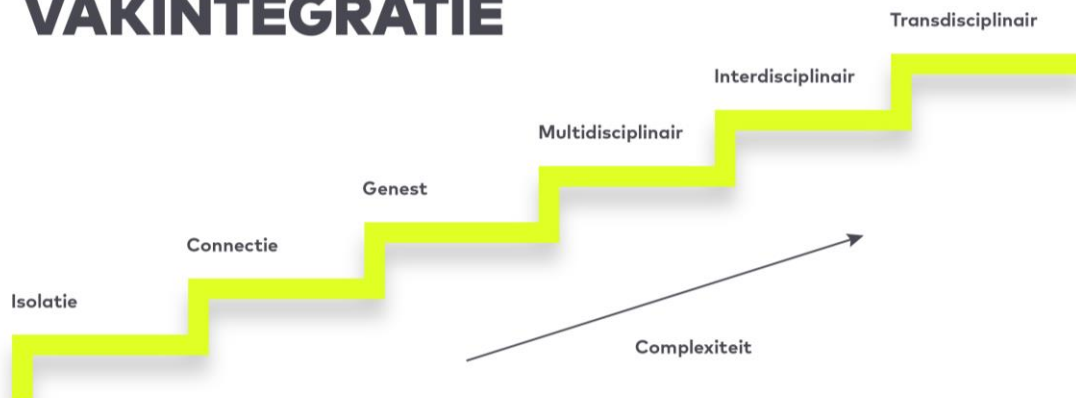 VAKINTEGRATIE
Transdisciplinair
Interdisciplinair
Multidisciplinair
Genest
Connectie
Isolatie
Complexiteit